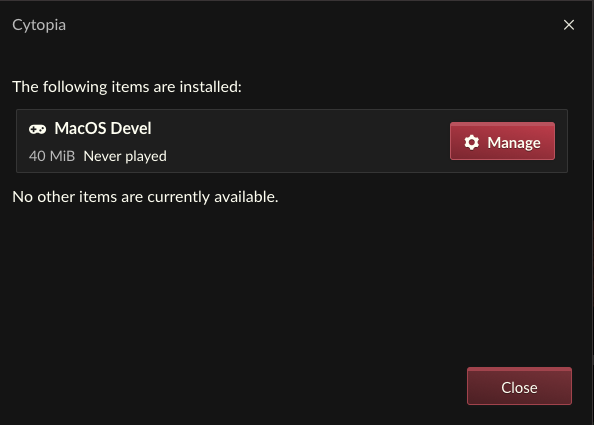 Cytopia
The following items are installed:
MacOS Devel
Manage
40 MiB Never played
No other items are currently available.
Close